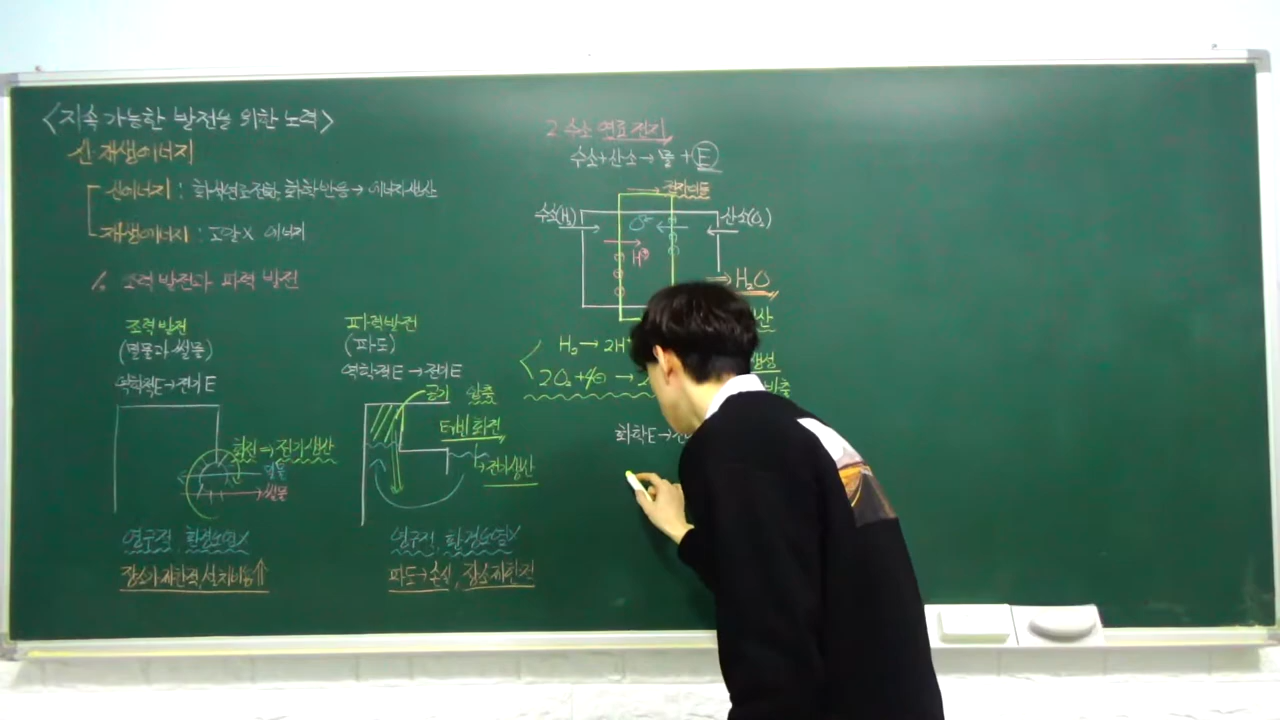 <지속 가능한 발전을 위한 노력>
신·재생에너지
신에너지 : 화석연료전환, 화학반응→에너지생산
재생에너지 : 고갈X 에너지
1. 조력 발전과 파력 발전
조력발전
(밀물과 썰물)
역학적E→전기E
회전⇒전기생산
밀물
썰물
영구적, 환경오염X
장소가 제한적, 설치비용↑
파력발전
(파도)
역학적E→전기E
공기 압축
터빈회전
전기생산
영구적, 환경오염X
파도→손식, 장소제한적
2. 수소 연료 전지
수소+산소→물+E
수소(H₂)
산소(O₂)
H⊕
⇒H₂O
H₂→2H
화학E→전